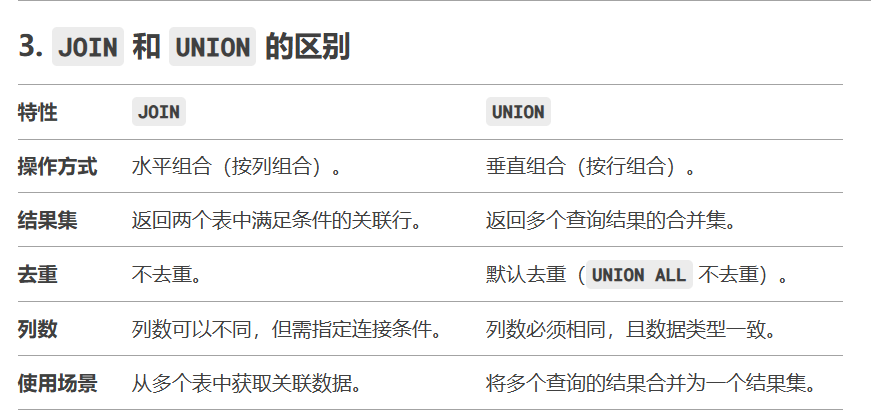 3. JOIN 和 UNION 的区别
特性 JOIN UNION
操作方式 水平组合（按列组合）。 垂直组合（按行组合）。
结果集 返回两个表中满足条件的关联行。 返回多个查询结果的合并集。
去重 不去重。 默认去重（UNION ALL 不去重）。
列数 列数可以不同，但需指定连接条件。 列数必须相同，且数据类型一致。
使用场景 从多个表中获取关联数据。 将多个查询的结果合并为一个结果集。